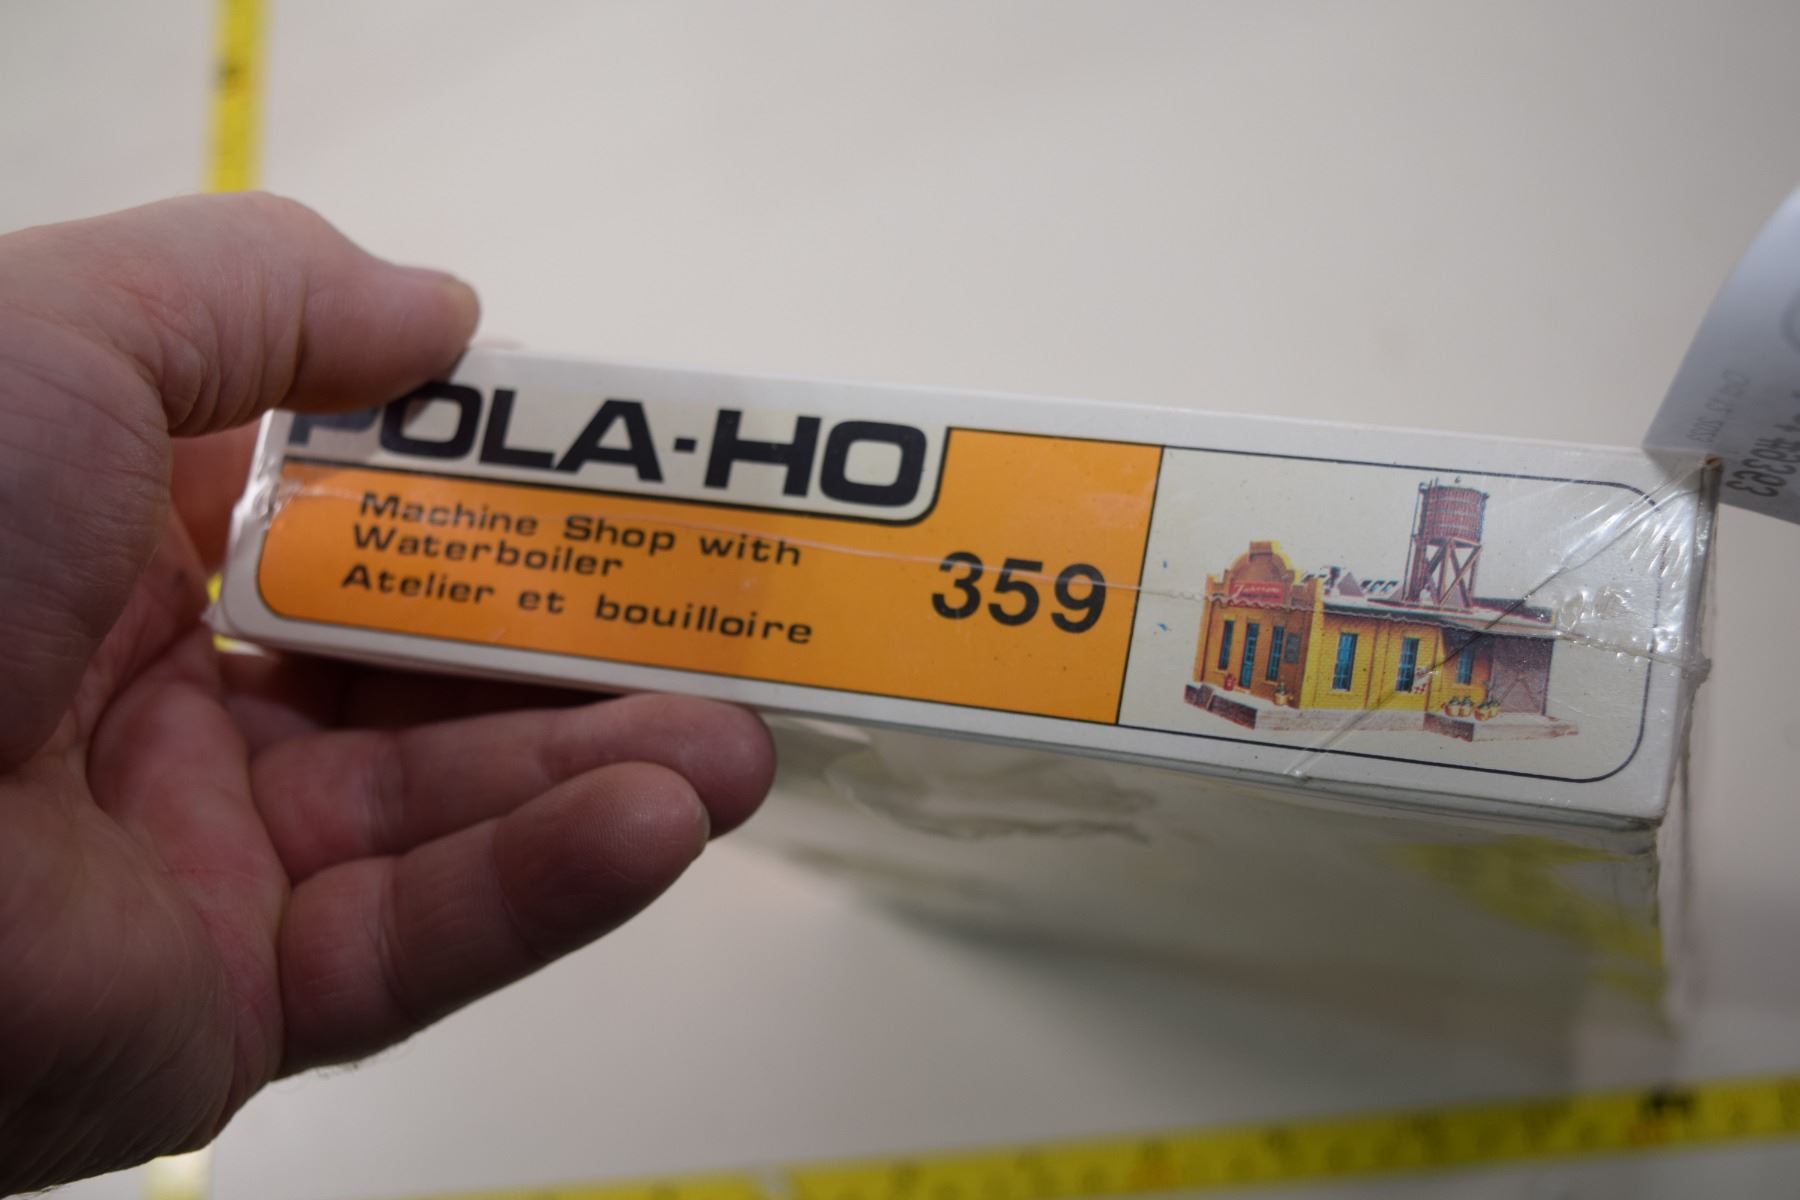 POLA-HO
Machine Shop with
Waterboiler
Atelier et bouilloire
359